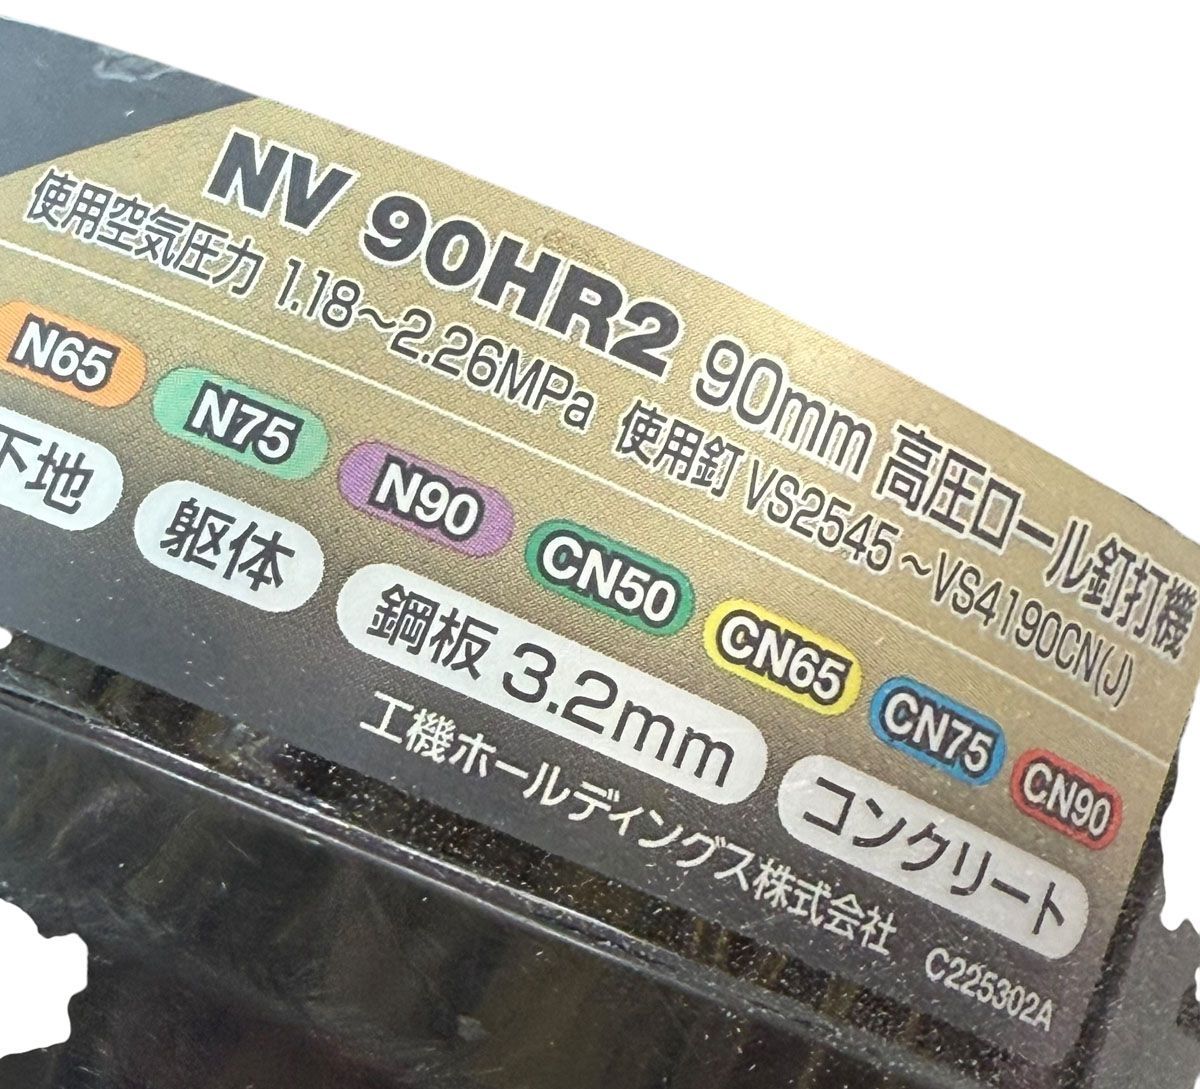 NV 90HR2 90mm 高圧ロール釘打機
使用空気圧力 1.18～2.26MPa 使用釘 VS2545～VS4190CN(J)
N65 N75 N90 CN50 CN65 CN75 CN90
下地 躯体 鋼板 3.2mm コンクリート
工機ホールディングス株式会社 C225302A